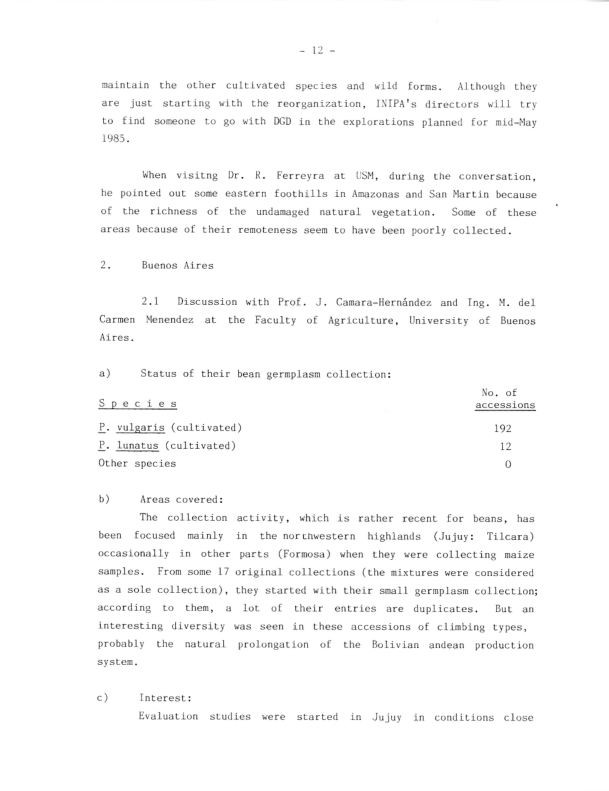 - 12 -
maintain the other cultivated species and wild forms. Although they
are just starting with the reorganization, INIPA's directors will try
to find someone to go with DGD in the explorations planned for mid-May
1985.
When visitng Dr. R. Ferreyra at USM, during the conversation,
he pointed out some eastern foothills in Amazonas and San Martin because
of the richness of the undamaged natural vegetation. Some of these
areas because of their remoteness seem to have been poorly collected.
2. Buenos Aires
2.1 Discussion with Prof. J. Camara-Hernández and Ing. M. del
Carmen Menendez at the Faculty of Agriculture, University of Buenos
Aires.
a) Status of their bean germplasm collection:
No. of
S p e c i e s accessions
P. vulgaris (cultivated) 192
P. lunatus (cultivated) 12
Other species 0
b) Areas covered:
The collection activity, which is rather recent for beans, has
been focused mainly in the northwestern highlands (Jujuy: Tilcara)
occasionally in other parts (Formosa) when they were collecting maize
samples. From some 17 original collections (the mixtures were considered
as a sole collection), they started with their small germplasm collection;
according to them, a lot of their entries are duplicates. But an
interesting diversity was seen in these accessions of climbing types,
probably the natural prolongation of the Bolivian andean production
system.
c) Interest:
Evaluation studies were started in Jujuy in conditions close